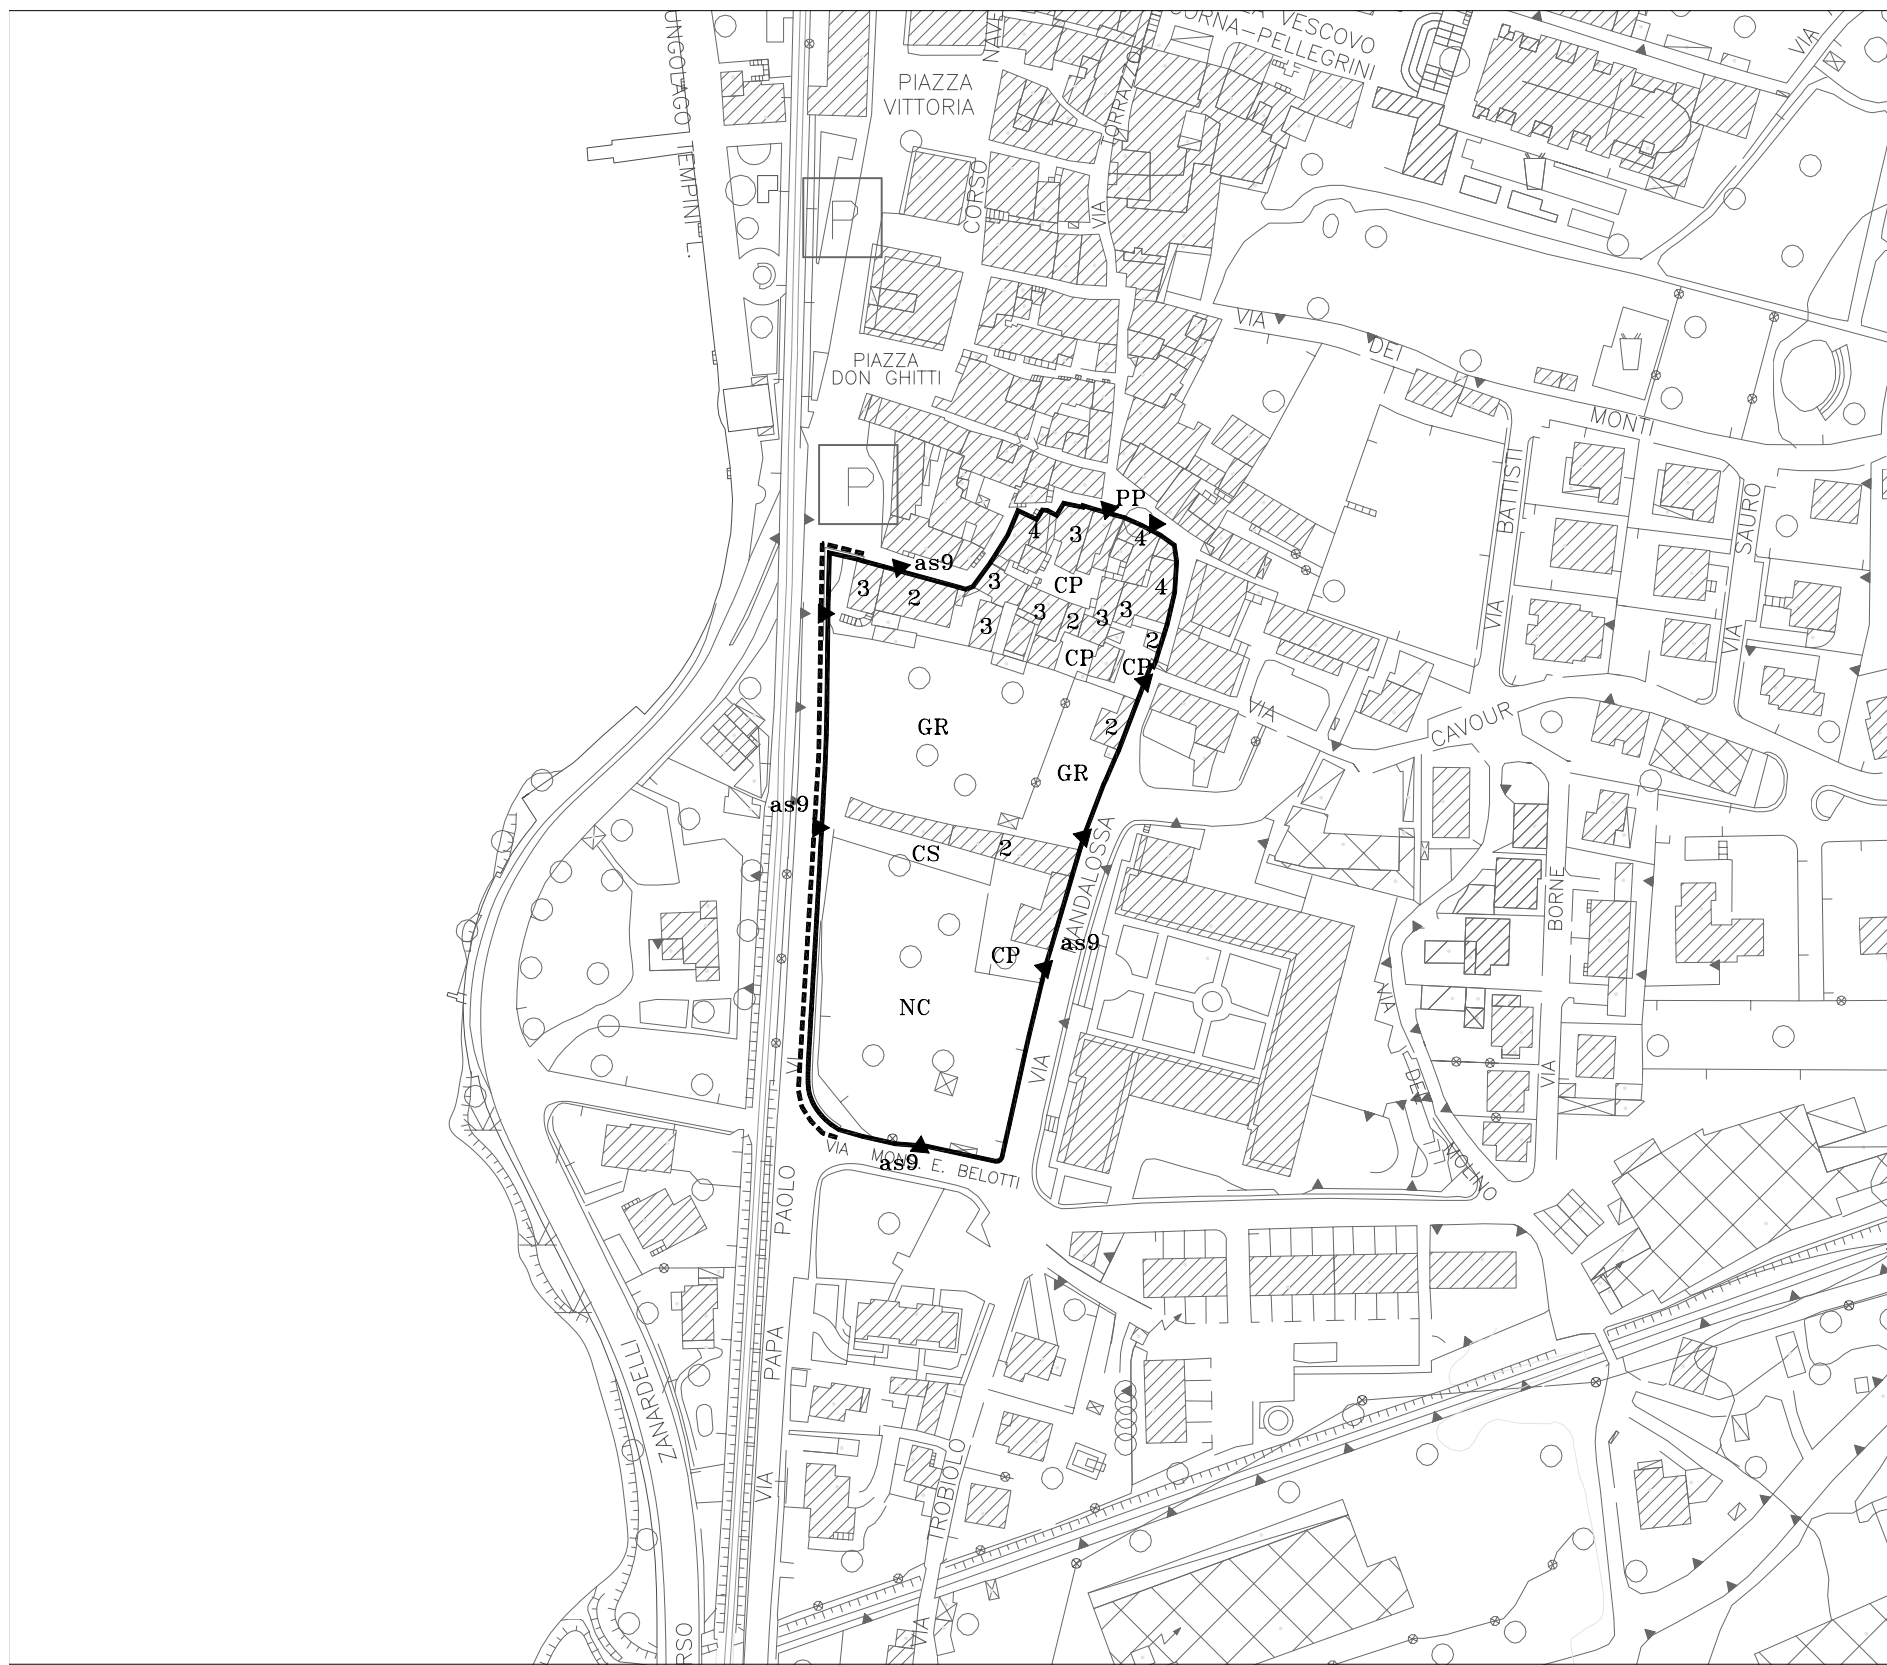 VESCOVO
CORNA-PELLEGRINI
VIA
LUNGOLAGO TEMPINI L.
PIAZZA
VITTORIA
NAVE
CORSO
VIA
P
VIA
DEI
MONTI
PIAZZA
DON GHITTI
P
BATTISTI
VIA
SAURO
VIA
PP
4
3
4
as9
3
2
3
CP
4
3
3
2
3
3
2
CP
CP
GR
2
GR
VIA
CAVOUR
as9
CS
2
MANDALOSSA
as9
CP
NC
VIA
BORNE
VIA
VIA
DEL
MOLINO
VIA
MONS. E. BELOTTI
as9
PAOLO
PAPA
VIA
ZANARDELLI
TROBIOLO
VIA